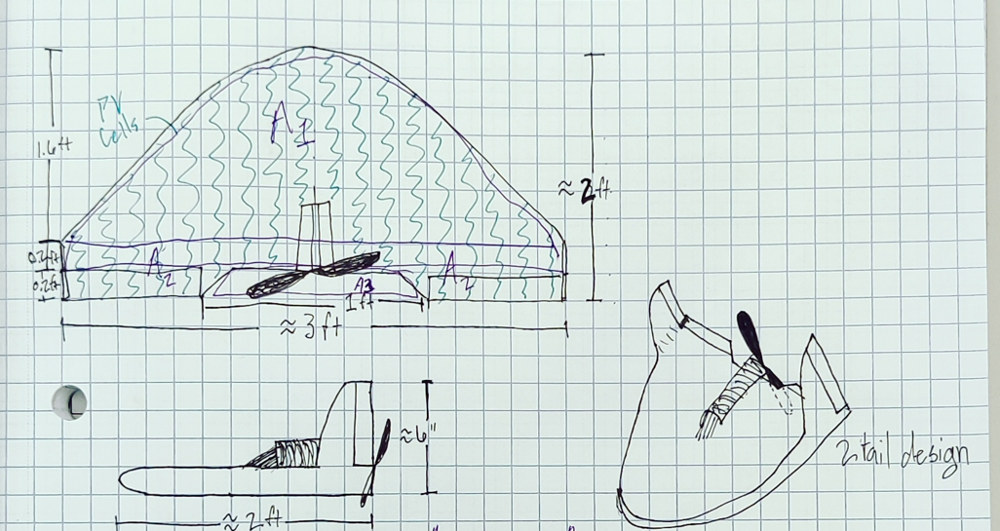 PV
Cells
A1
1.6ft
≈2ft
0.2ft
A2
A2
0.2ft
A3
1ft
≈3ft
≈6"
2 tail design
≈2ft